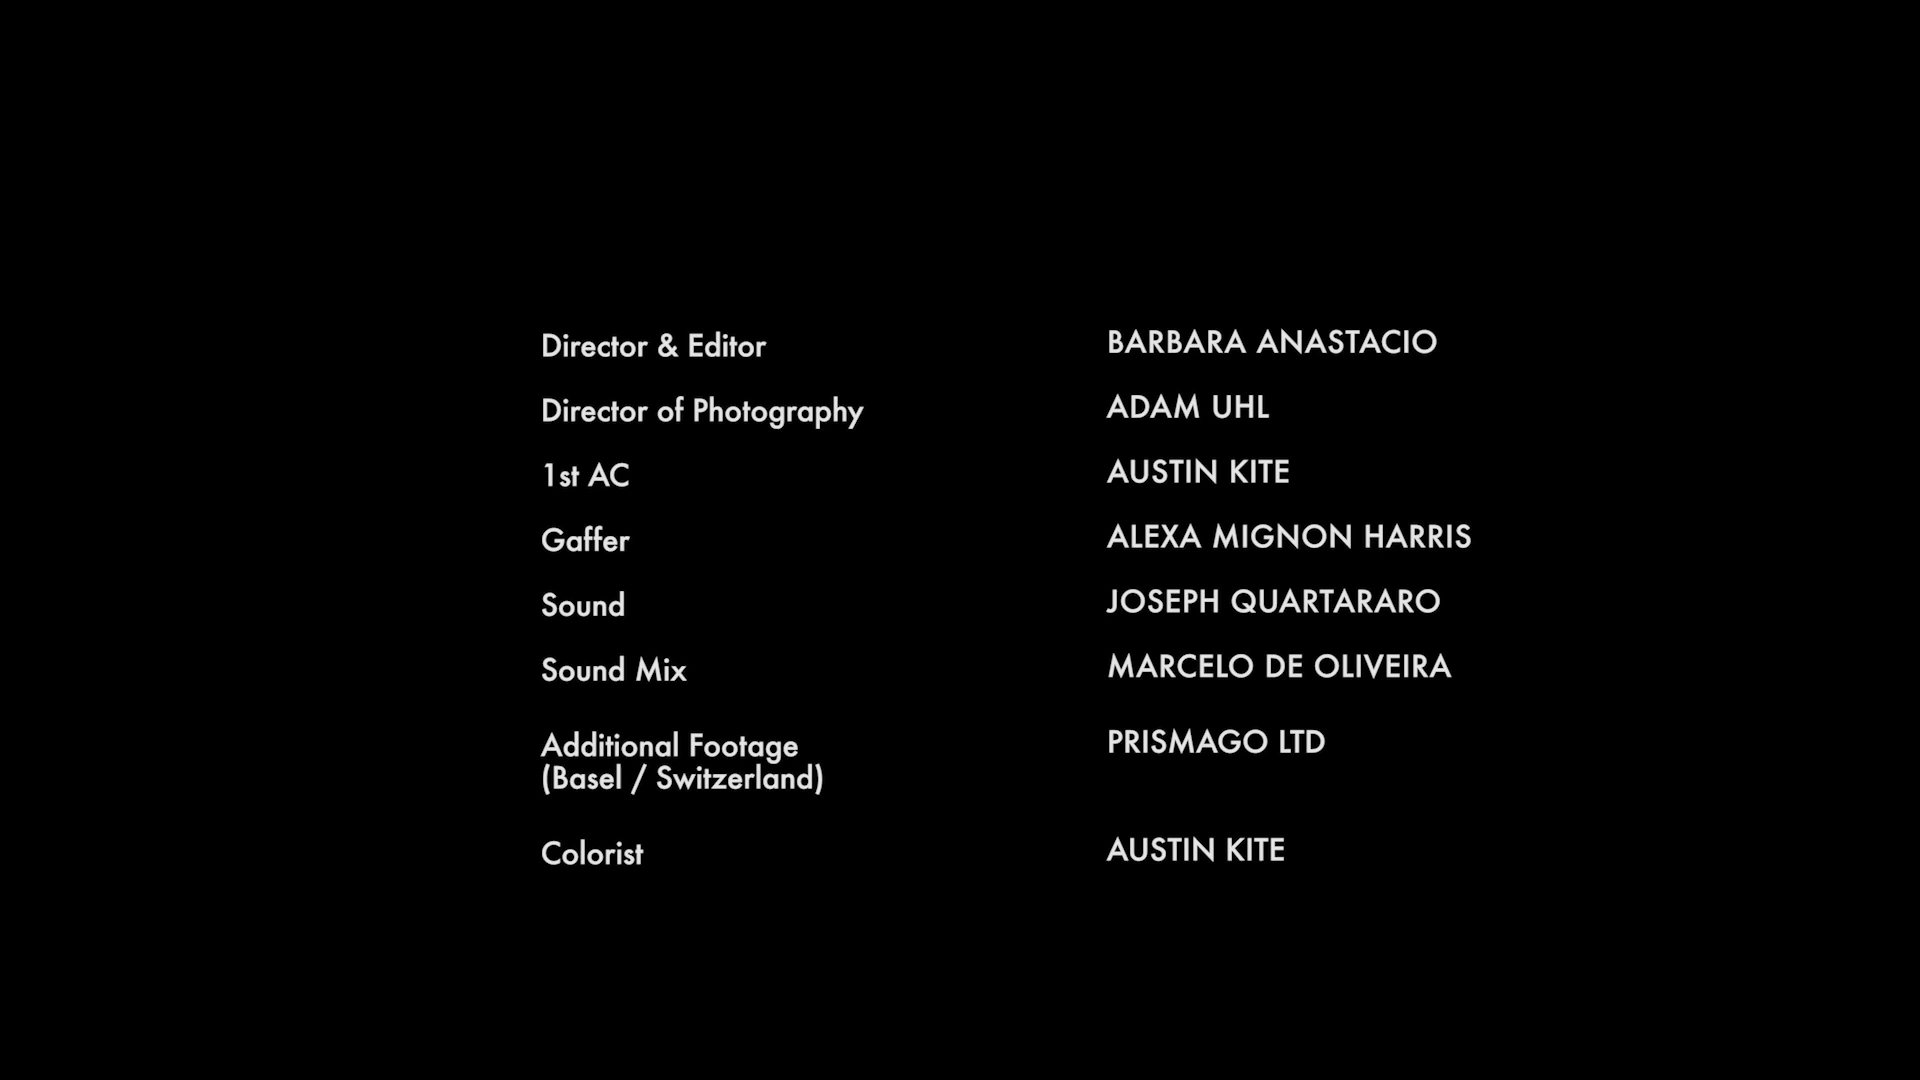 Director & Editor BARBARA ANASTACIO
Director of Photography ADAM UHL
1st AC AUSTIN KITE
Gaffer ALEXA MIGNON HARRIS
Sound JOSEPH QUARTARARO
Sound Mix MARCELO DE OLIVEIRA
Additional Footage PRISMAGO LTD
(Basel / Switzerland)
Colorist AUSTIN KITE